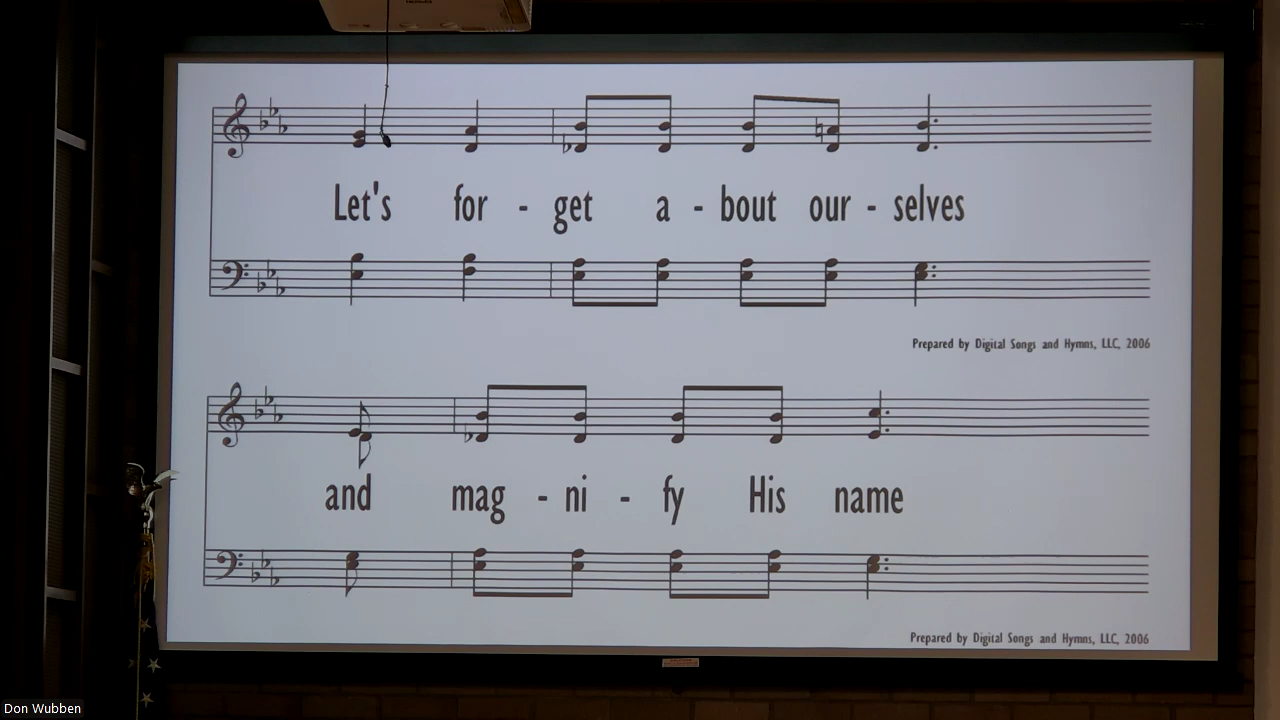 Let's for - get a - bout our - selves
Prepared by Digital Songs and Hymns, LLC, 2006
and mag - ni - fy His name
Prepared by Digital Songs and Hymns, LLC, 2006
Don Wubben